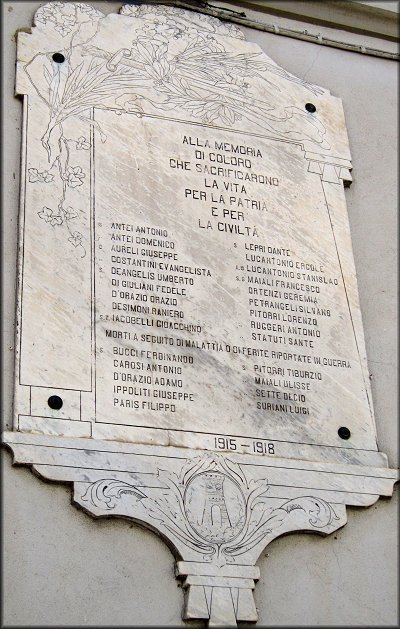 ALLA MEMORIA
DI COLORO
CHE SACRIFICARONO
LA VITA
PER LA PATRIA
E PER
LA CIVILTÀ
S. ANTEI ANTONIO
ANTEI DOMENICO
AURELI GIUSEPPE
COSTANTINI EVANGELISTA
S. DEANGELIS UMBERTO
DI GIULIANI FEDELE
D'ORAZIO ORAZIO
DESIMONI RANIERO
IACOBELLI GIOACCHINO
S. LEPRI DANTE
LUCANTONIO ERCOLE
LUCANTONIO STANISLAO
MAIALI FRANCESCO
ORTENZI GEREMIA
PETRANGELI SILVANO
PITORRI LORENZO
RUGGERI ANTONIO
STATUTI SANTE
MORTI A SEGUITO DI MALATTIA O DI FERITE RIPORTATE IN GUERRA
S. BUCCI FERDINANDO
CAROSI ANTONIO
D'ORAZIO ADAMO
IPPOLITI GIUSEPPE
PARIS FILIPPO
PITORRI TIBURZIO
MAIALI ULISSE
SETTE DECIO
SURIANI LUIGI
1915-1918